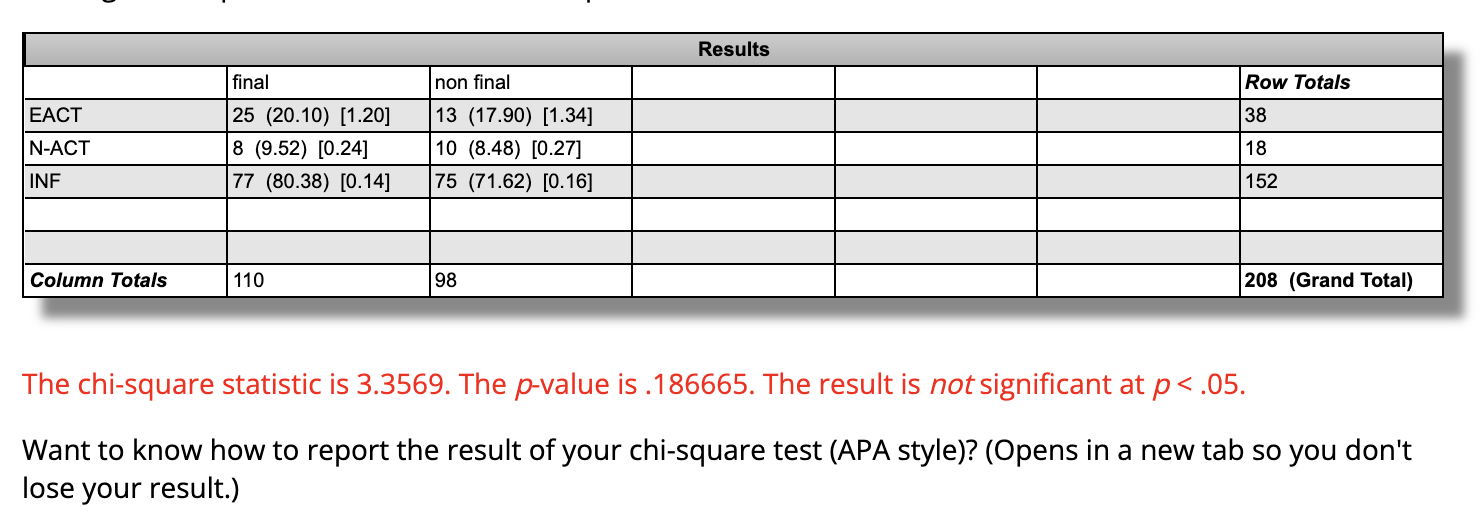 Results
final non final Row Totals
EACT 25 (20.10) [1.20] 13 (17.90) [1.34] 38
N-ACT 8 (9.52) [0.24] 10 (8.48) [0.27] 18
INF 77 (80.38) [0.14] 75 (71.62) [0.16] 152
Column Totals 110 98 208 (Grand Total)
The chi-square statistic is 3.3569. The p-value is .186665. The result is not significant at p < .05.
Want to know how to report the result of your chi-square test (APA style)? (Opens in a new tab so you don't
lose your result.)